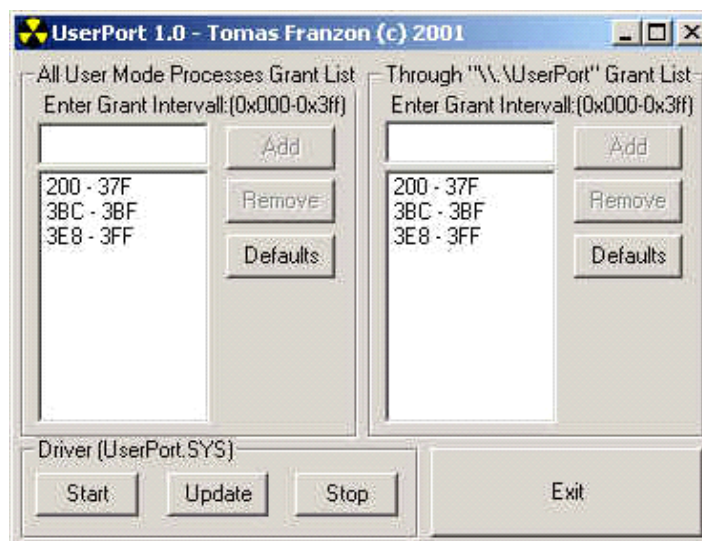 UserPort 1.0 - Tomas Franzon (c) 2001
All User Mode Processes Grant List
Enter Grant Intervall:(0x000-0x3ff)
Add
200 - 37F
3BC - 3BF
3E8 - 3FF
Remove
Defaults
Through "\\.\UserPort" Grant List
Enter Grant Intervall:(0x000-0x3ff)
Add
200 - 37F
3BC - 3BF
3E8 - 3FF
Remove
Defaults
Driver (UserPort.SYS)
Start
Update
Stop
Exit